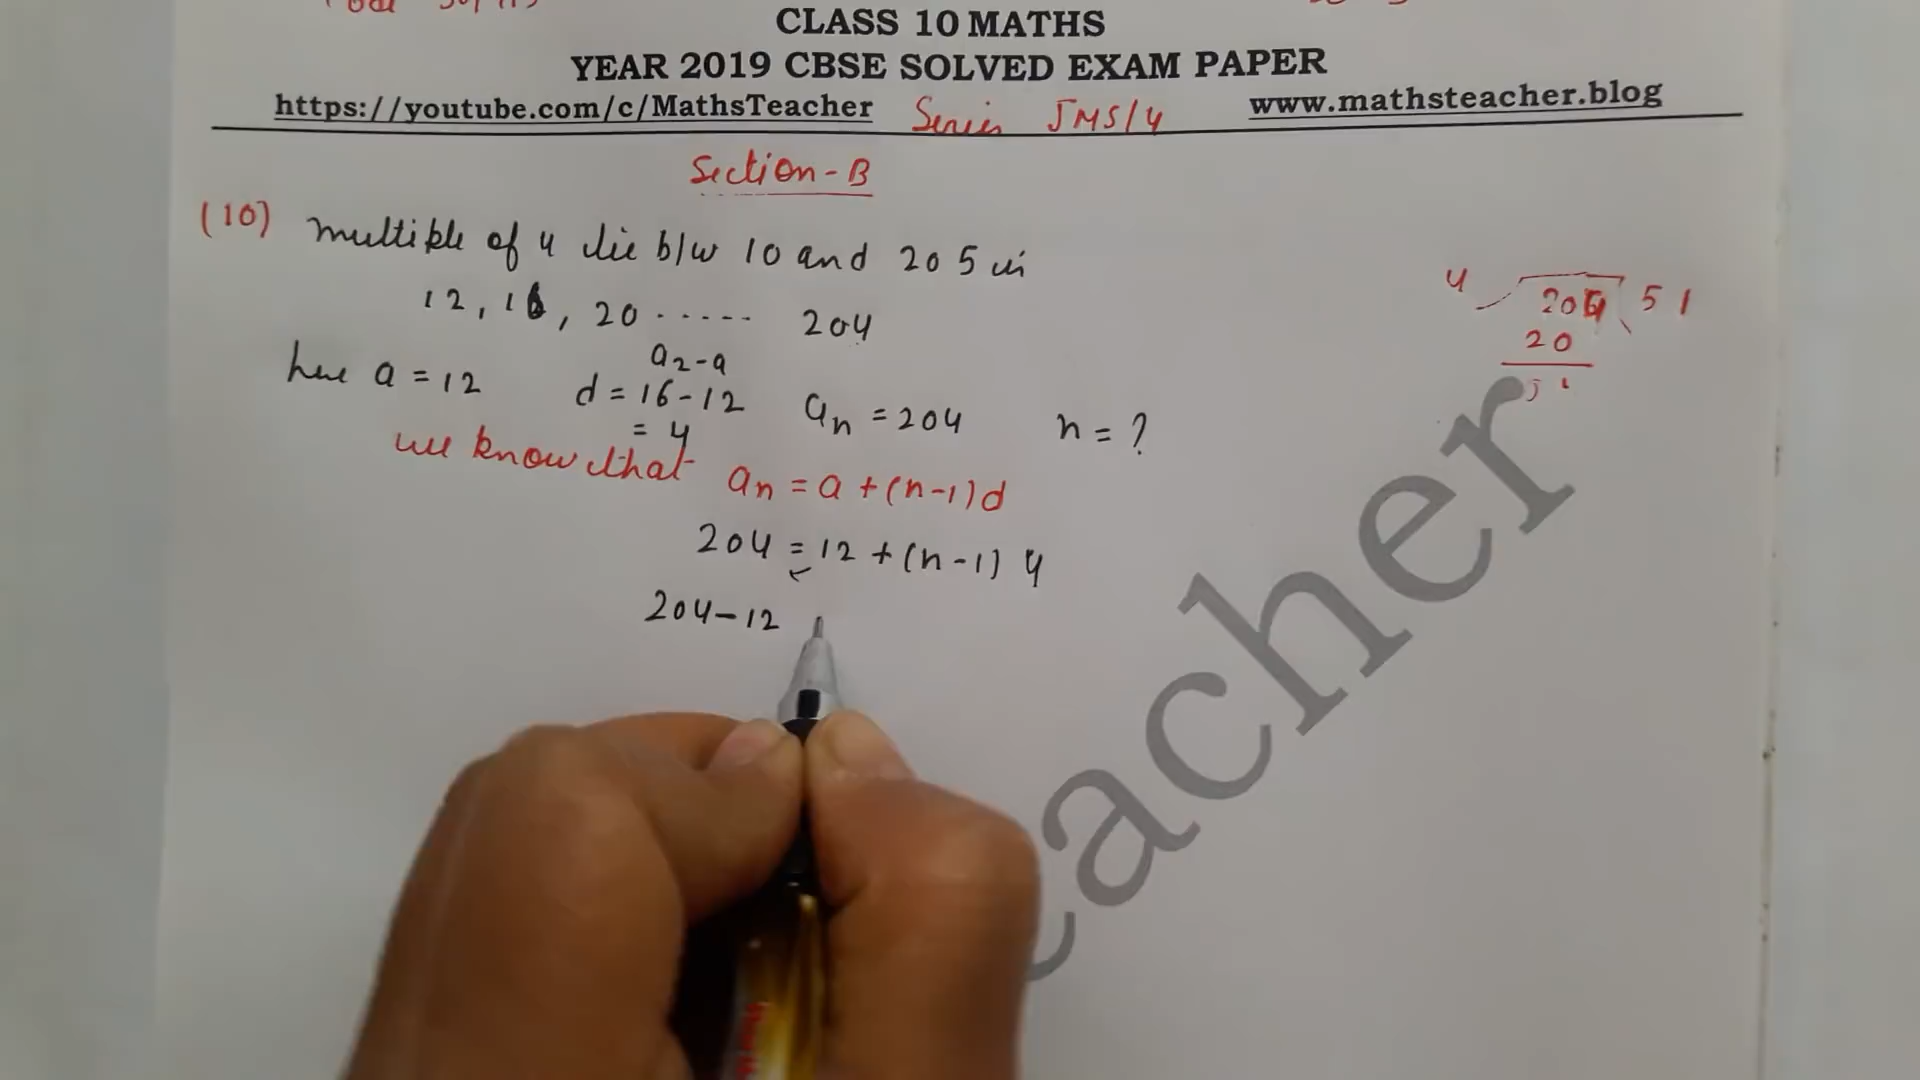 CLASS 10 MATHS
YEAR 2019 CBSE SOLVED EXAM PAPER
https://youtube.com/c/MathsTeacher Series JMS/4 www.mathsteacher.blog
Section-B
(10) multiple of 4 lie b/w 10 and 205 is
12, 16, 20 ..... 204
here a = 12 d = 16-12 an = 204 n = ?
a2-a
= 4
we know that an = a + (n-1)d
204 = 12 + (n-1) 4
204-12
4 204 51
20
acher